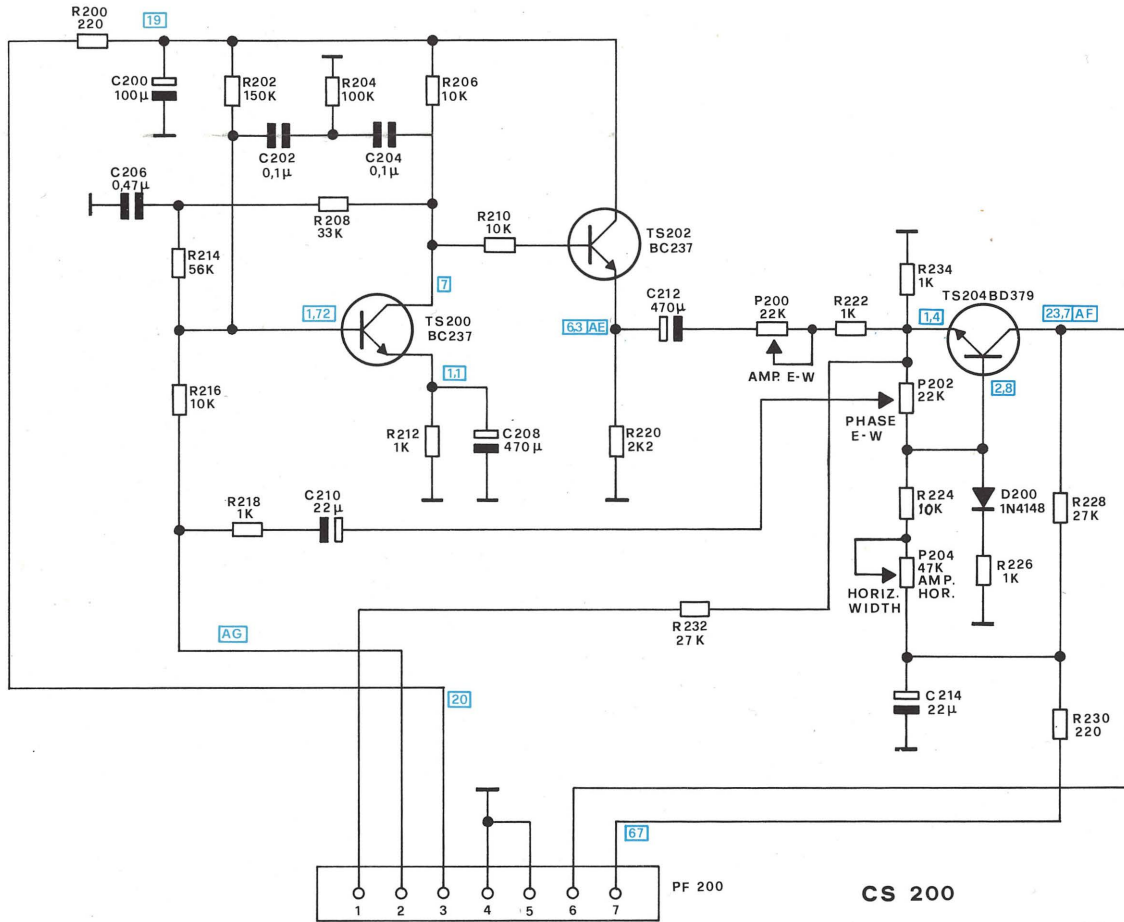 R200
220
19
C200
100µ
R202
150K
R204
100K
R206
10K
C202
0,1µ
C204
0,1µ
C206
0,47µ
R208
33K
R210
10K
TS202
BC237
R214
56K
7
1,72
TS200
BC237
1,1
6,3 AE
C212
470µ
P200
22K
AMP. E-W
R222
1K
R234
1K
TS204 BD379
1,4
23,7 AF
2,8
P202
22K
PHASE
E-W
R216
10K
R212
1K
C208
470µ
R220
2K2
R218
1K
C210
22µ
R224
10K
D200
1N4148
R228
27K
P204
47K
AMP.
HOR.
HORIZ.
WIDTH
R226
1K
R232
27K
AG
20
C214
22µ
R230
220
67
PF 200
CS 200
1 2 3 4 5 6 7